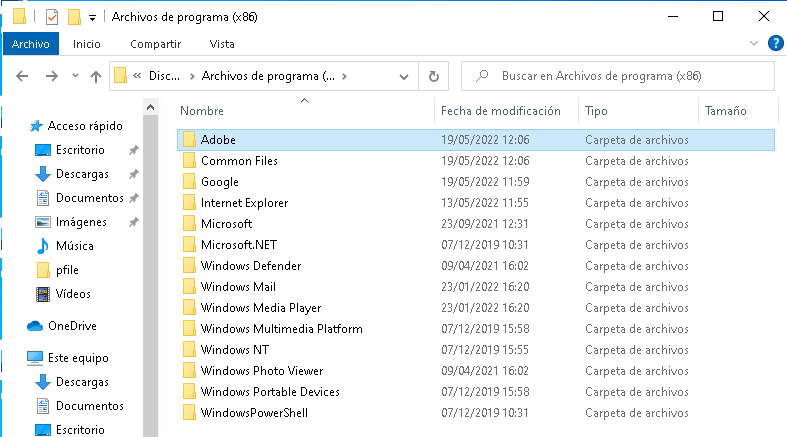 Archivos de programa (x86)
Archivo Inicio Compartir Vista
« Disc... › Archivos de programa (... › Buscar en Archivos de programa (x86)
Nombre Fecha de modificación Tipo Tamaño
Acceso rápido
Escritorio
Descargas
Documentos
Imágenes
Música
pfile
Vídeos
OneDrive
Este equipo
Descargas
Documentos
Escritorio
Adobe 19/05/2022 12:06 Carpeta de archivos
Common Files 19/05/2022 12:06 Carpeta de archivos
Google 19/05/2022 11:59 Carpeta de archivos
Internet Explorer 13/05/2022 11:55 Carpeta de archivos
Microsoft 23/09/2021 12:31 Carpeta de archivos
Microsoft.NET 07/12/2019 10:31 Carpeta de archivos
Windows Defender 09/04/2021 16:02 Carpeta de archivos
Windows Mail 23/01/2022 16:20 Carpeta de archivos
Windows Media Player 23/01/2022 16:20 Carpeta de archivos
Windows Multimedia Platform 07/12/2019 15:58 Carpeta de archivos
Windows NT 07/12/2019 15:55 Carpeta de archivos
Windows Photo Viewer 09/04/2021 16:02 Carpeta de archivos
Windows Portable Devices 07/12/2019 15:58 Carpeta de archivos
WindowsPowerShell 07/12/2019 10:31 Carpeta de archivos